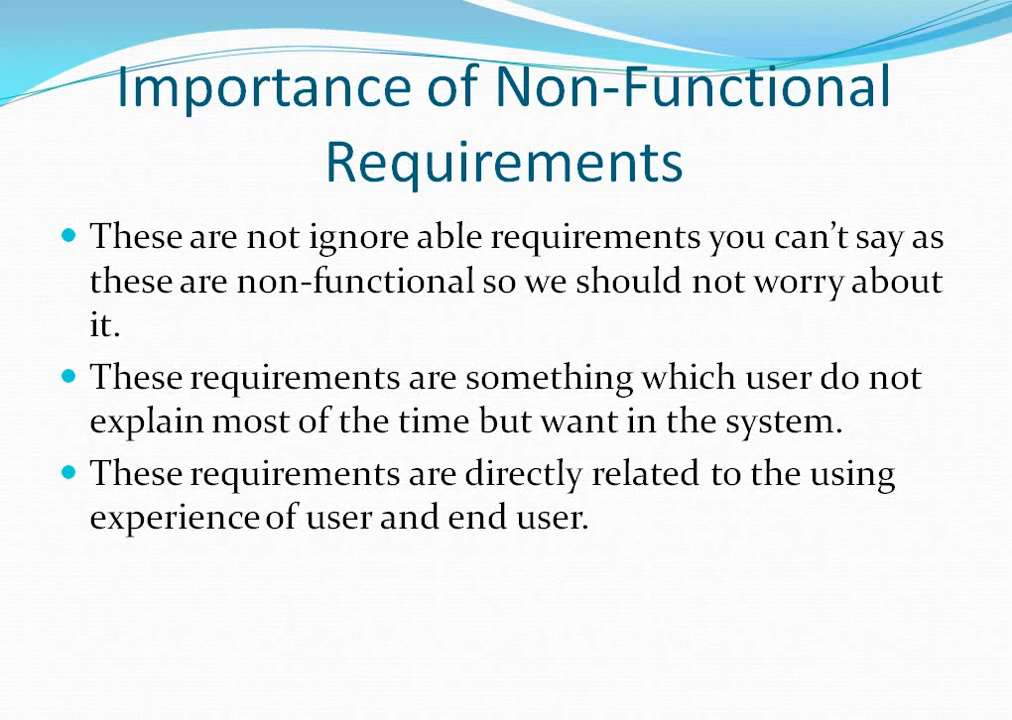 Importance of Non-Functional
Requirements
These are not ignore able requirements you can’t say as
these are non-functional so we should not worry about
it.
These requirements are something which user do not
explain most of the time but want in the system.
These requirements are directly related to the using
experience of user and end user.